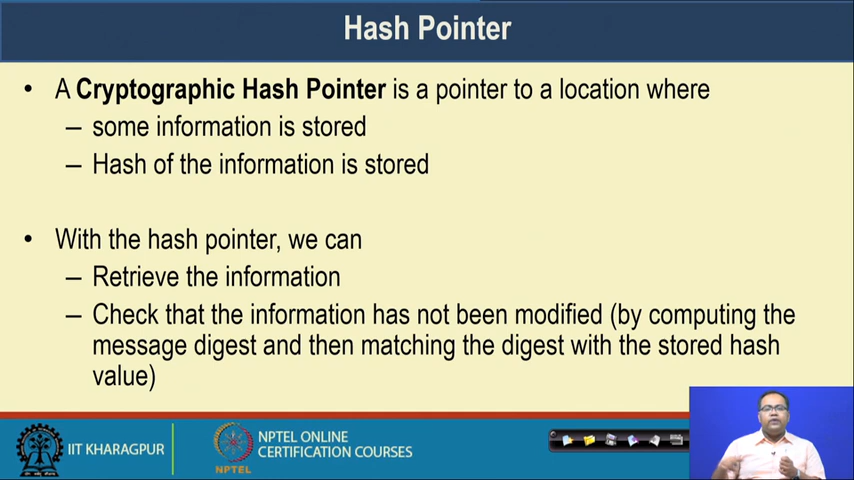 Hash Pointer
• A Cryptographic Hash Pointer is a pointer to a location where
– some information is stored
– Hash of the information is stored
• With the hash pointer, we can
– Retrieve the information
– Check that the information has not been modified (by computing the
message digest and then matching the digest with the stored hash
value)
IIT KHARAGPUR
NPTEL
NPTEL ONLINE
CERTIFICATION COURSES